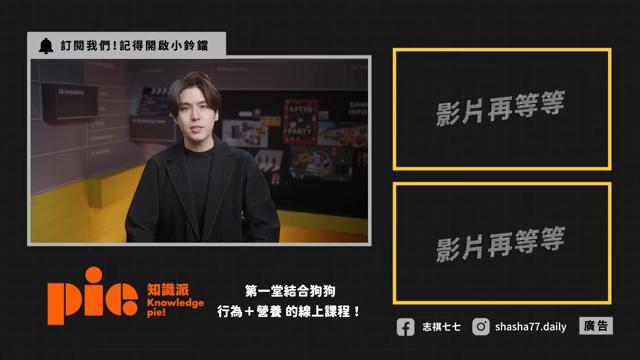 訂閱我們！記得開啟小鈴鐺
AFTER
PARTY
影片再等等
影片再等等
pie
知識派
Knowledge
pie!
第一堂結合狗狗
行為＋營養 的線上課程！
志祺七七
shasha77.daily
廣告